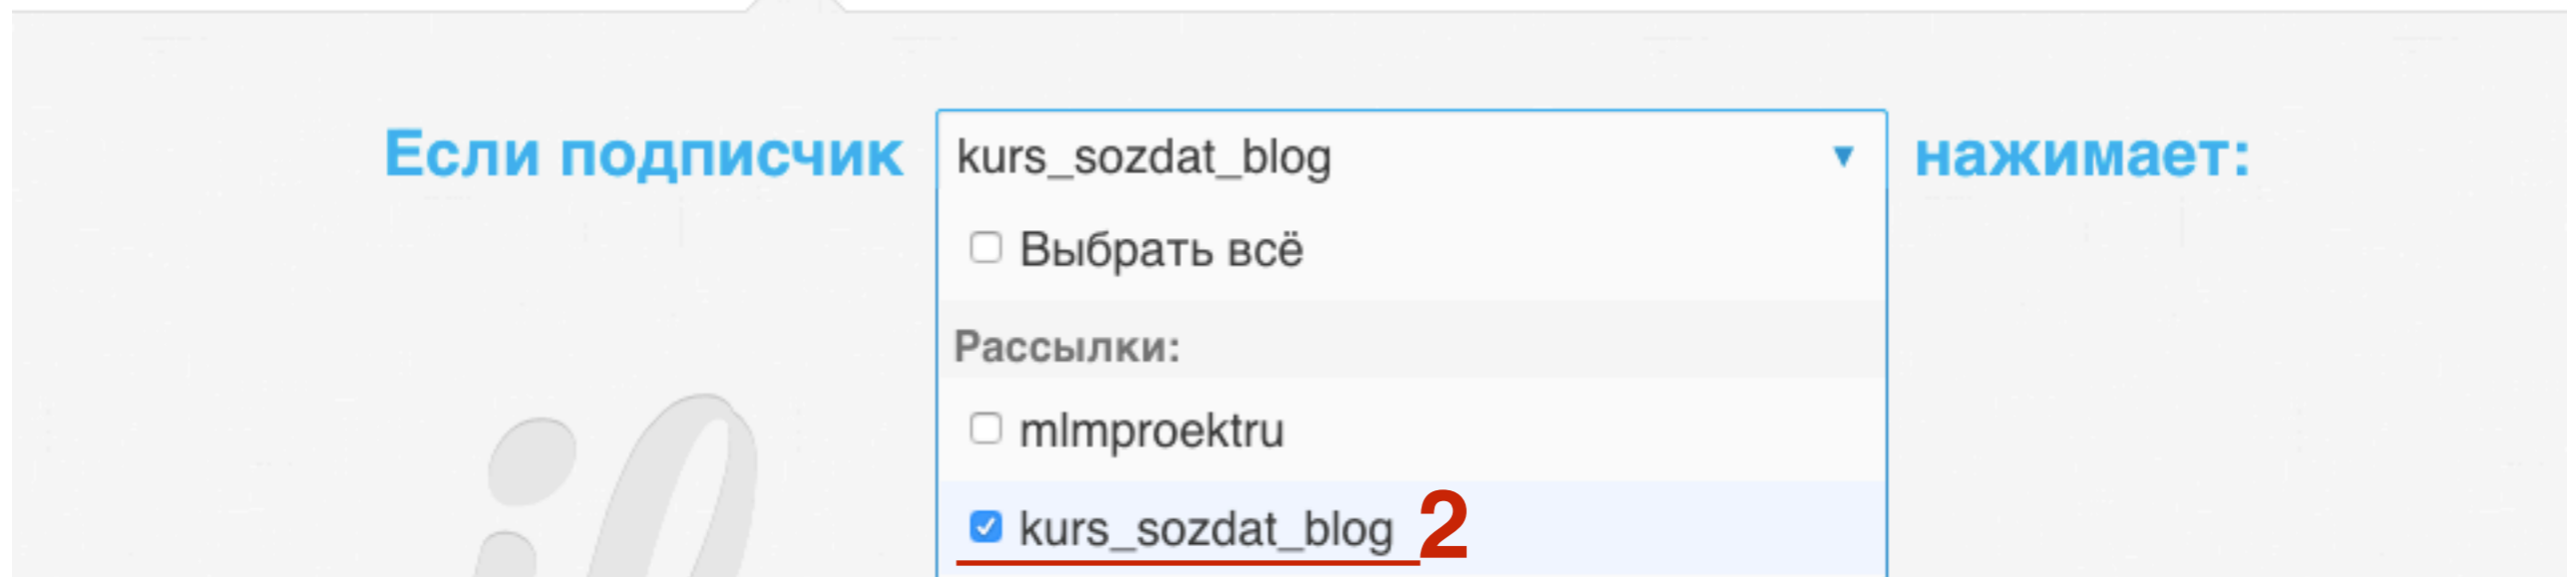 Если подписчик kurs_sozdat_blog ▼ нажимает:
Выбрать всё
Рассылки:
mlmproektru
kurs_sozdat_blog 2